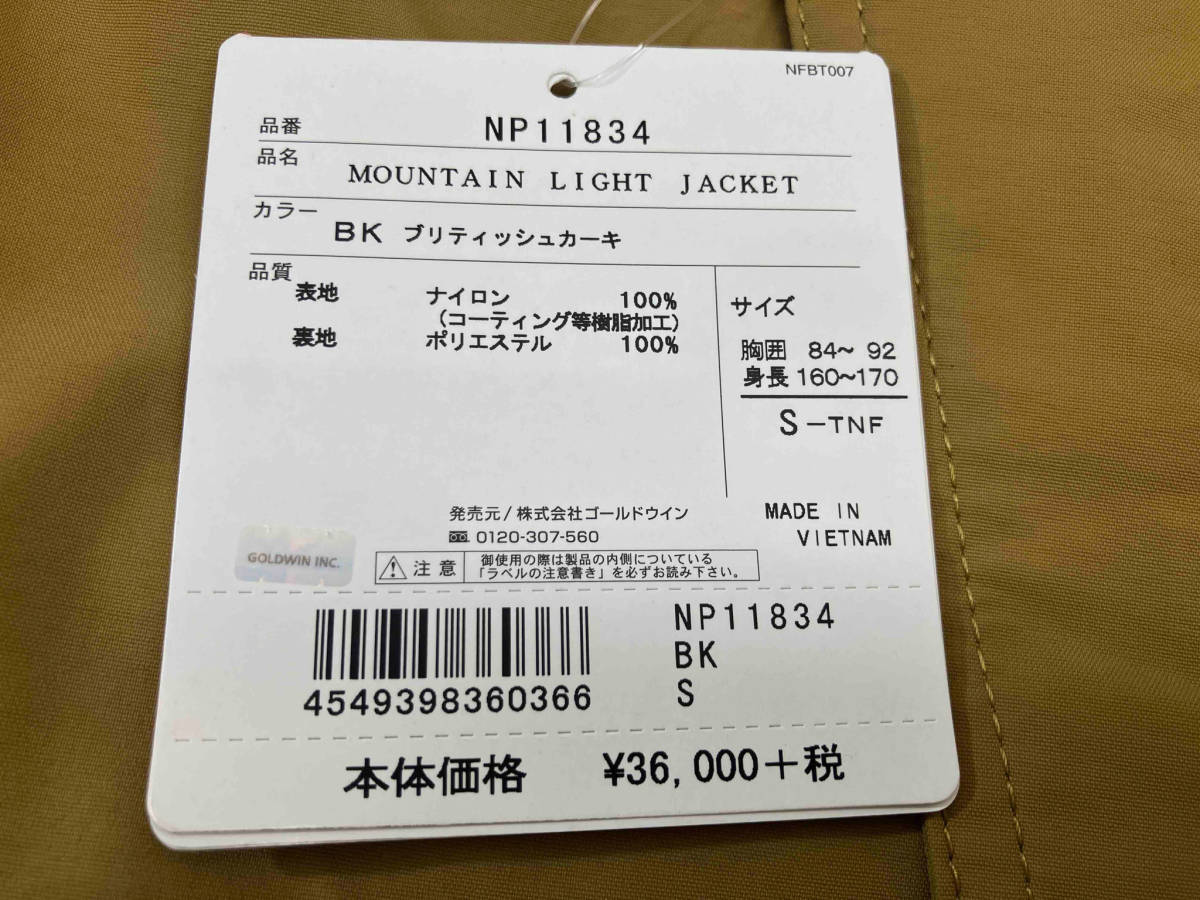 NFBT007
品番 NP11834
品名 MOUNTAIN LIGHT JACKET
カラー BK ブリティッシュカーキ
品質
表地 ナイロン 100%
(コーティング等樹脂加工)
裏地 ポリエステル 100%
サイズ
胸囲 84～ 92
身長 160～170
S－TNF
発売元/株式会社ゴールドウイン
0120-307-560
MADE IN
VIETNAM
GOLDWIN INC.
注意
御使用の際は製品の内側についている
「ラベルの注意書き」を必ずお読み下さい。
4549398360366
NP11834
BK
S
本体価格 ¥36,000＋税